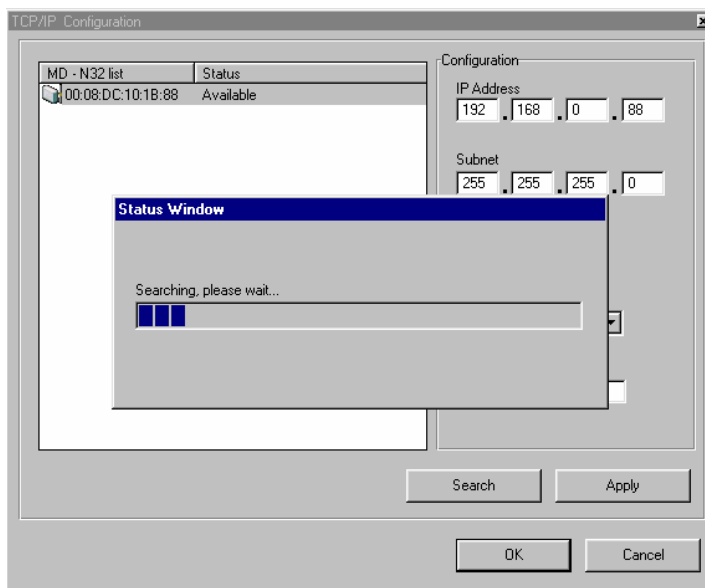 TCP/IP Configuration
MD - N32 list Status
00:08:DC:10:1B:88 Available
Configuration
IP Address
192 . 168 . 0 . 88
Subnet
255 . 255 . 255 . 0
Status Window
Searching, please wait...
Search Apply
OK Cancel